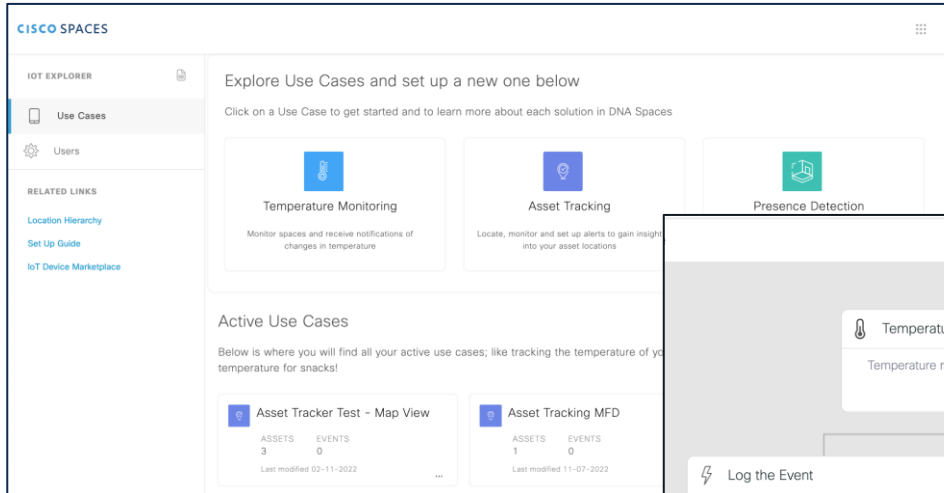 CISCO SPACES
IOT EXPLORER
Use Cases
Users
RELATED LINKS
Location Hierarchy
Set Up Guide
IoT Device Marketplace
Explore Use Cases and set up a new one below
Click on a Use Case to get started and to learn more about each solution in DNA Spaces
Temperature Monitoring
Monitor spaces and receive notifications of
changes in temperature
Asset Tracking
Locate, monitor and set up alerts to gain insight
into your asset locations
Presence Detection
Active Use Cases
Below is where you will find all your active use cases; like tracking the temperature of yo
temperature for snacks!
Asset Tracker Test - Map View
ASSETS EVENTS
3 0
Last modified 02-11-2022
...
Asset Tracking MFD
ASSETS EVENTS
1 0
Last modified 11-07-2022
Temperatu
Temperature r
Log the Event